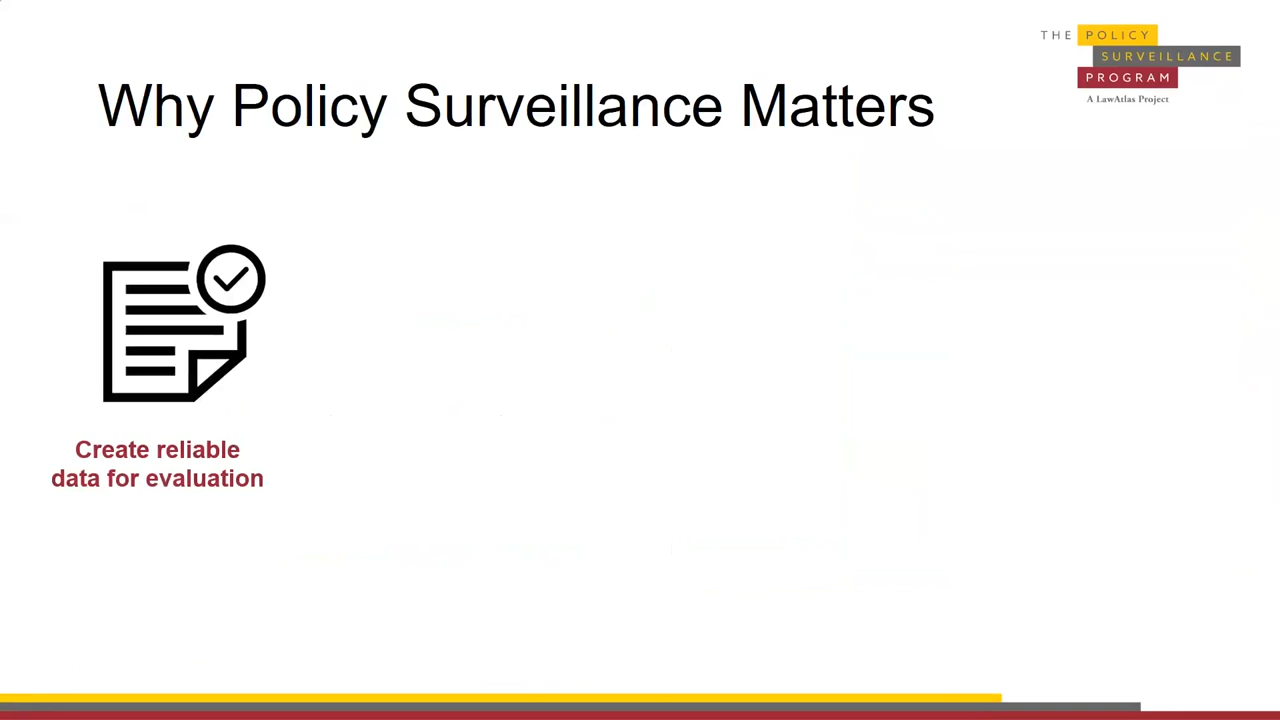 THE POLICY
SURVEILLANCE
PROGRAM
A LawAtlas Project
Why Policy Surveillance Matters
Create reliable
data for evaluation